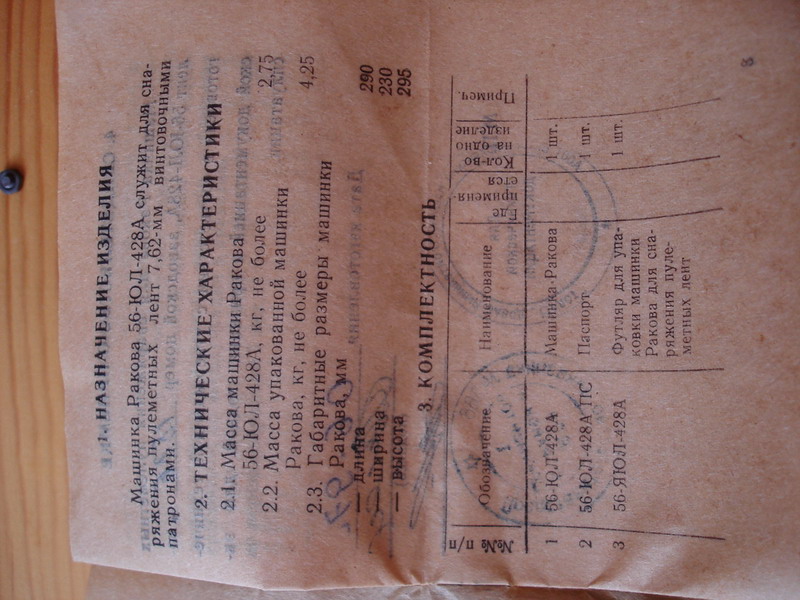 1. НАЗНАЧЕНИЕ ИЗДЕЛИЯ
Машинка Ракова 56-ЮЛ-428А служит для сна-
ряжения пулеметных лент 7,62-мм винтовочными
патронами.
2. ТЕХНИЧЕСКИЕ ХАРАКТЕРИСТИКИ
2.1. Масса машинки Ракова
56-ЮЛ-428А, кг, не более 2,75
2.2. Масса упакованной машинки
Ракова, кг, не более 4,25
2.3. Габаритные размеры машинки
Ракова, мм
— длина 290
— ширина 230
— высота 295
3. КОМПЛЕКТНОСТЬ
№№ п/п Обозначение Наименование Где применяется Кол-во на одно изделие Примеч.
1 56-ЮЛ-428А Машинка Ракова 1 шт.
2 56-ЮЛ-428А ПС Паспорт 1 шт.
3 56-ЯЮЛ-428А Футляр для упа- 1 шт.
ковки машинки
Ракова для сна-
ряжения пуле-
метных лент
8